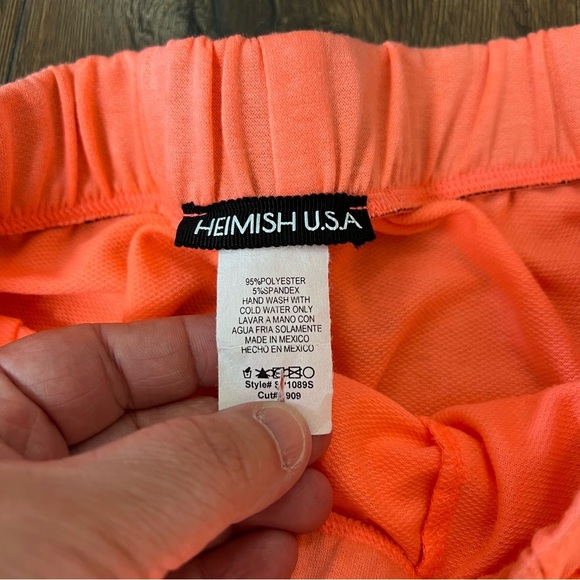 HEIMISH U.S.A
95%POLYESTER
5%SPANDEX
HAND WASH WITH
COLD WATER ONLY
LAVAR A MANO CON
AGUA FRIA SOLAMENTE
MADE IN MEXICO
HECHO EN MEXICO
Style#
Cut#